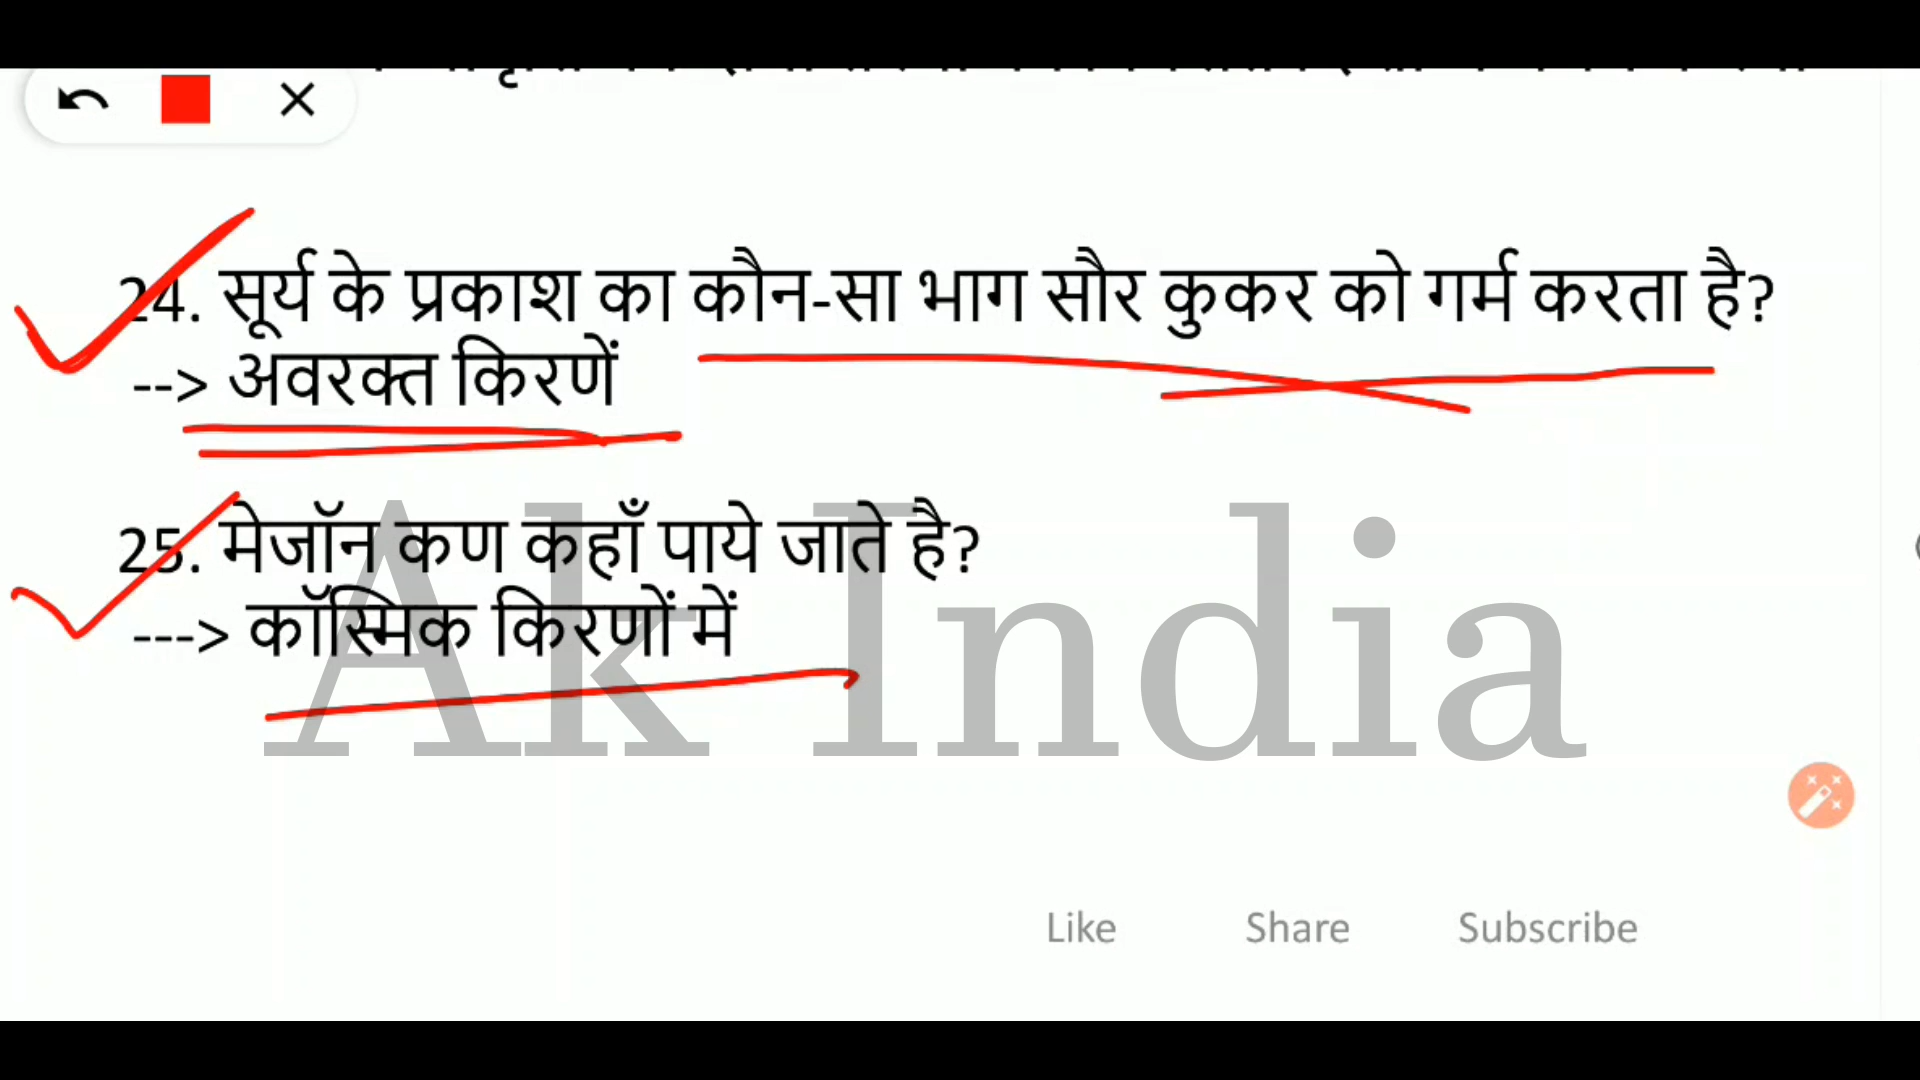 24. सूर्य के प्रकाश का कौन-सा भाग सौर कुकर को गर्म करता है?
--> अवरक्त किरणें
25. मेजॉन कण कहाँ पाये जाते है?
---> कॉस्मिक किरणों में
Ak India
Like Share Subscribe